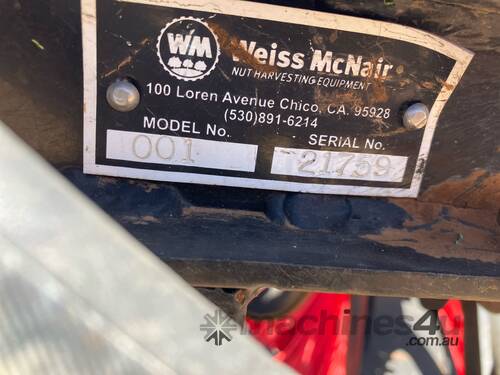 WM Weiss McNair
NUT HARVESTING EQUIPMENT
100 Loren Avenue Chico, CA. 95928
(530)891-6214
MODEL No. SERIAL No.
001 21759
machines4u
.com.au